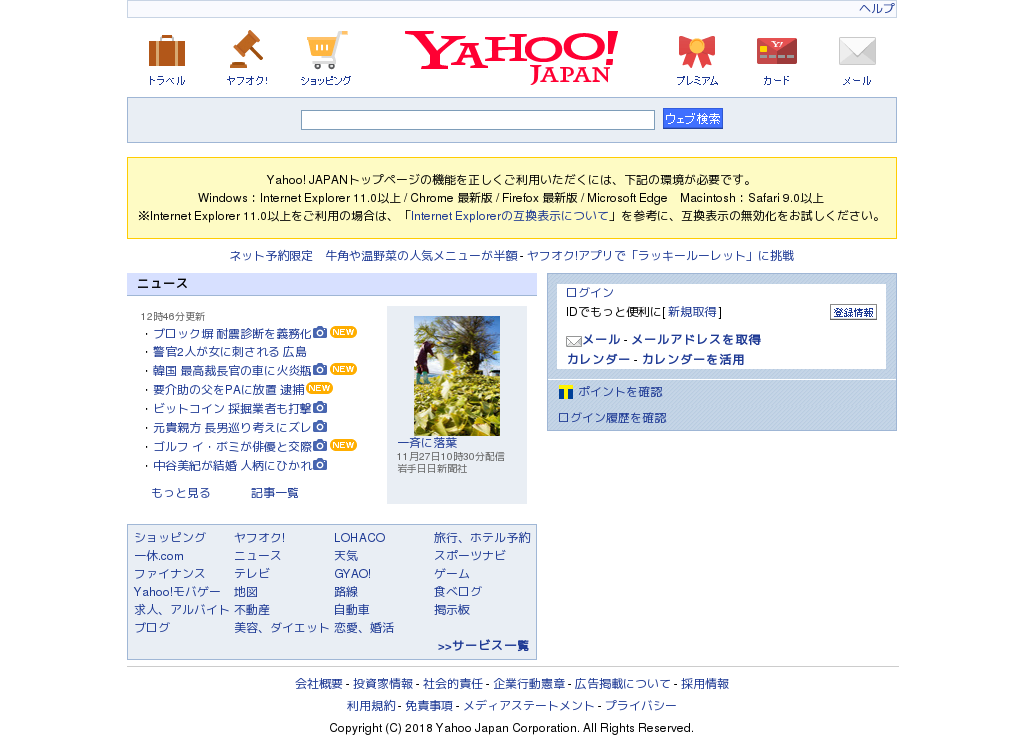 ヘルプ
トラベル
ヤフオク!
ショッピング
YAHOO!
JAPAN
プレミアム
Y!
カード
メール
ウェブ検索
Yahoo! JAPANトップページの機能を正しくご利用いただくには、下記の環境が必要です。
Windows：Internet Explorer 11.0以上 / Chrome 最新版 / Firefox 最新版 / Microsoft Edge　Macintosh：Safari 9.0以上
※Internet Explorer 11.0以上をご利用の場合は、「Internet Explorerの互換表示について」を参考に、互換表示の無効化をお試しください。
ネット予約限定　牛角や温野菜の人気メニューが半額 - ヤフオク!アプリで「ラッキールーレット」に挑戦
ニュース
12時46分更新
・ブロック塀 耐震診断を義務化 NEW
・警官2人が女に刺される 広島
・韓国 最高裁長官の車に火炎瓶 NEW
・要介助の父をPAに放置 逮捕 NEW
・ビットコイン 採掘業者も打撃
・元貴親方 長男巡り考えにズレ
・ゴルフ イ・ボミが俳優と交際 NEW
・中谷美紀が結婚 人柄にひかれ
もっと見る 記事一覧
一斉に落葉
11月27日10時30分配信
岩手日日新聞社
ログイン
IDでもっと便利に[ 新規取得 ] 登録情報
メール - メールアドレスを取得
カレンダー - カレンダーを活用
ポイントを確認
ログイン履歴を確認
ショッピング ヤフオク! LOHACO 旅行、ホテル予約
一休.com ニュース 天気 スポーツナビ
ファイナンス テレビ GYAO! ゲーム
Yahoo!モバゲー 地図 路線 食べログ
求人、アルバイト 不動産 自動車 掲示板
ブログ 美容、ダイエット 恋愛、婚活
>>サービス一覧
会社概要 - 投資家情報 - 社会的責任 - 企業行動憲章 - 広告掲載について - 採用情報
利用規約 - 免責事項 - メディアステートメント - プライバシー
Copyright (C) 2018 Yahoo Japan Corporation. All Rights Reserved.